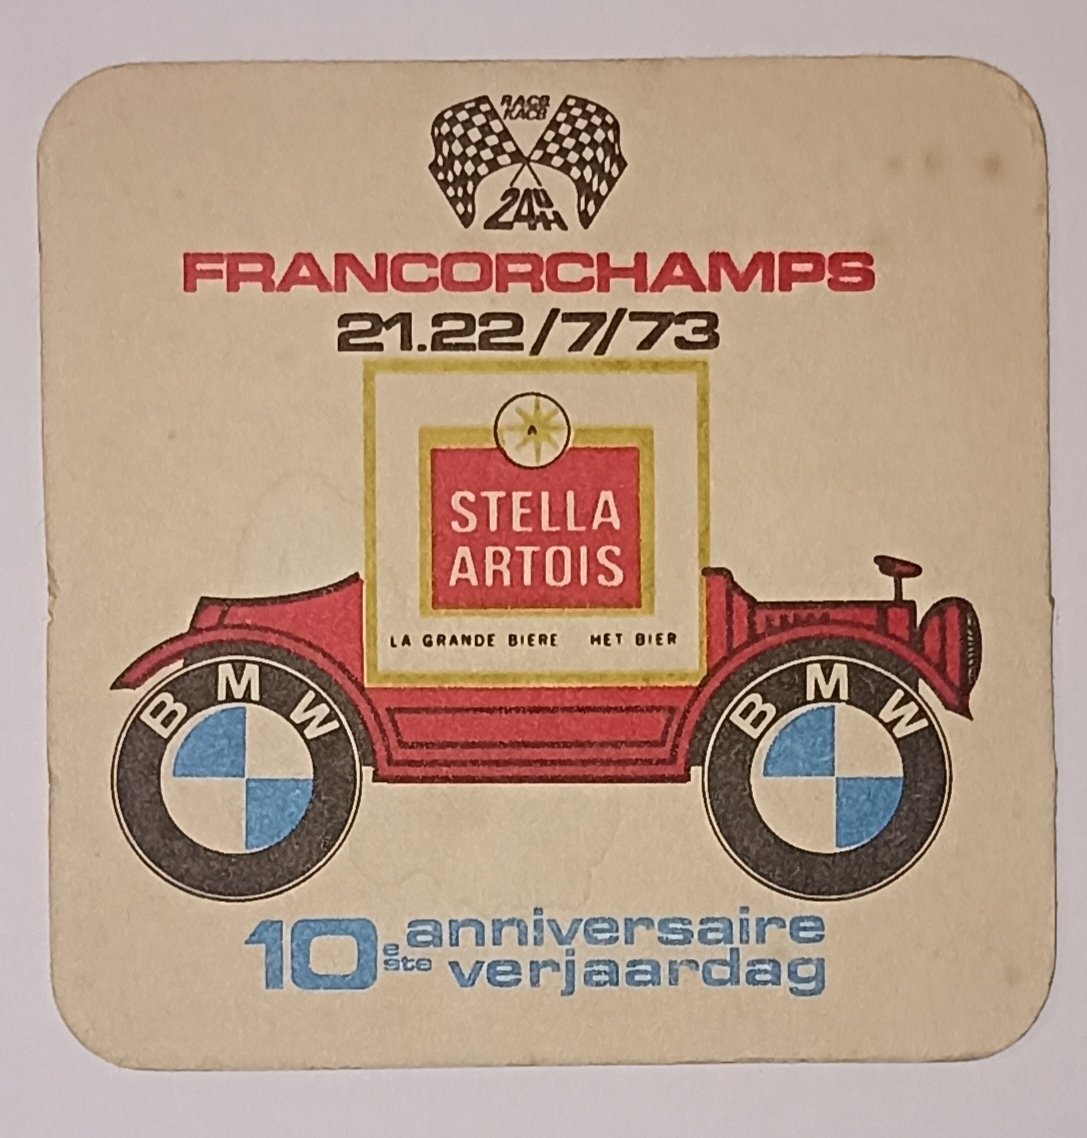 RACB
KACB
24UH
FRANCORCHAMPS
21.22/7/73
A
STELLA
ARTOIS
LA GRANDE BIERE HET BIER
BMW
BMW
10e anniversaire
ste verjaardag